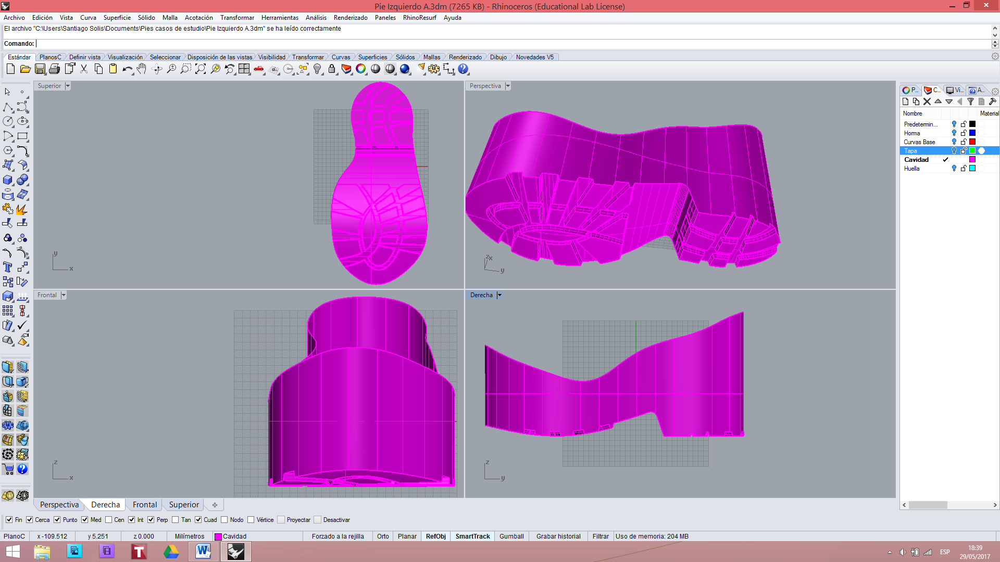 Pie Izquierdo A.3dm (7265 KB) - Rhinoceros (Educational Lab License)
Archivo Edición Vista Curva Superficie Sólido Malla Acotación Transformar Herramientas Análisis Renderizado Paneles RhinoResurf Ayuda
El archivo "C:\Users\Santiago Solis\Documents\Pies casos de estudio\Pie Izquierdo A.3dm" se ha leído correctamente
Comando:
Estándar PlanosC Definir vista Visualización Seleccionar Disposición de las vistas Visibilidad Transformar Curvas Superficies Sólidos Mallas Renderizado Dibujo Novedades V5
Superior
y
x
Perspectiva
z x
y
Frontal
z
x
Derecha
z
y
P... C... Vi... A...
Nombre Material
Predetermin...
Horma
Curvas Base
Tapa
Cavidad
Huella
Perspectiva Derecha Frontal Superior
Fin Cerca Punto Med Cen Int Perp Tan Cuad Nodo Vértice Proyectar Desactivar
PlanoC x -109.512 y 5.251 z 0.000 Milímetros Cavidad Forzado a la rejilla Orto Planar RefObj SmartTrack Gumball Grabar historial Filtrar Uso de memoria: 204 MB
ESP
18:39
29/05/2017